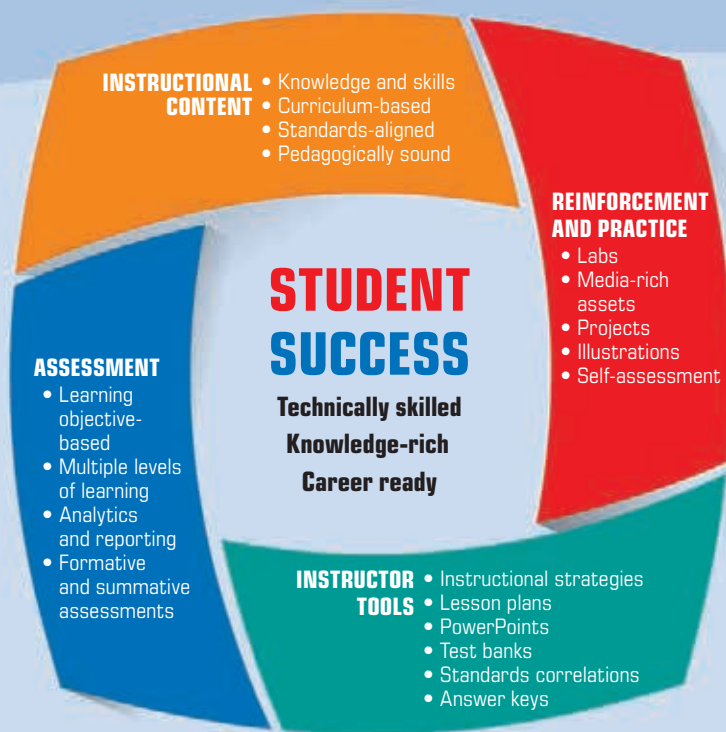 INSTRUCTIONAL
CONTENT
• Knowledge and skills
• Curriculum-based
• Standards-aligned
• Pedagogically sound
REINFORCEMENT
AND PRACTICE
• Labs
• Media-rich
assets
• Projects
• Illustrations
• Self-assessment
STUDENT
SUCCESS
Technically skilled
Knowledge-rich
Career ready
ASSESSMENT
• Learning
objective-
based
• Multiple levels
of learning
• Analytics
and reporting
• Formative
and summative
assessments
INSTRUCTOR
TOOLS
• Instructional strategies
• Lesson plans
• PowerPoints
• Test banks
• Standards correlations
• Answer keys